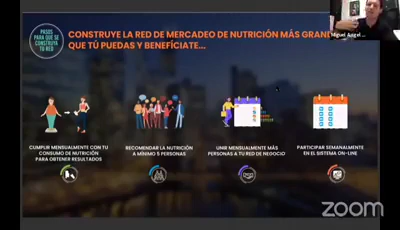 PASOS
PARA QUE SE
CONSTRUYA
TU RED
CONSTRUYE LA RED DE MERCADEO DE NUTRICIÓN MÁS GRAND
QUE TÚ PUEDAS Y BENEFÍCIATE...
Miguel Angel ...
CUMPLIR MENSUALMENTE CON TU
CONSUMO DE NUTRICIÓN
PARA OBTENER RESULTADOS
RECOMENDAR LA NUTRICIÓN
A MÍNIMO 5 PERSONAS
UNIR MENSUALMENTE MÁS
PERSONAS A TU RED DE NEGOCIO
PARTICIPAR SEMANALMENTE
EN EL SISTEMA ON-LINE
zoom